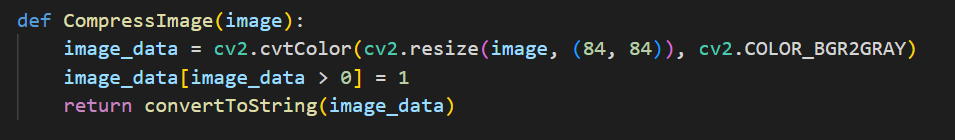 def CompressImage(image):
    image_data = cv2.cvtColor(cv2.resize(image, (84, 84)), cv2.COLOR_BGR2GRAY)
    image_data[image_data > 0] = 1
    return convertToString(image_data)